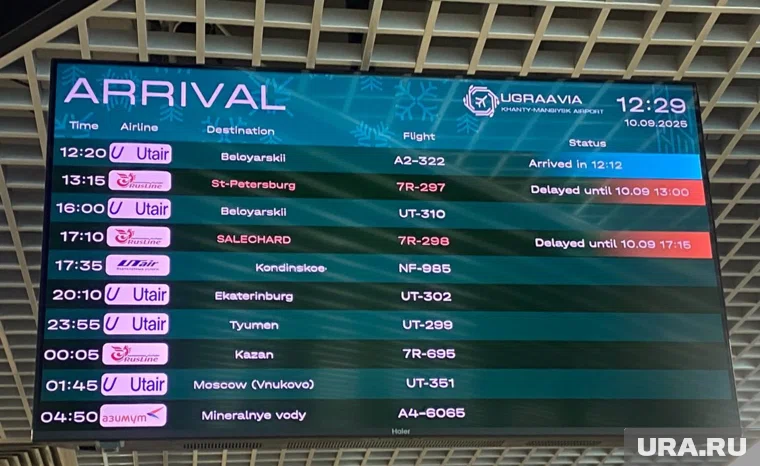 ARRIVAL
UGRAAVIA
KHANTY-MANSIYSK AIRPORT
12:29
10.09.2025
Time Airline Destination Flight Status
12:20 Utair Beloyarskii A2-322 Arrived in 12:12
13:15 RusLine St-Petersburg 7R-297 Delayed until 10.09 13:00
16:00 Utair Beloyarskii UT-310
17:10 RusLine SALECHARD 7R-298 Delayed until 10.09 17:15
17:35 UTair Kondinskoe NF-985
20:10 Utair Ekaterinburg UT-302
23:55 Utair Tyumen UT-299
00:05 RusLine Kazan 7R-695
01:45 Utair Moscow (Vnukovo) UT-351
04:50 азимут Mineralnye vody A4-6065
Haier
URA.RU